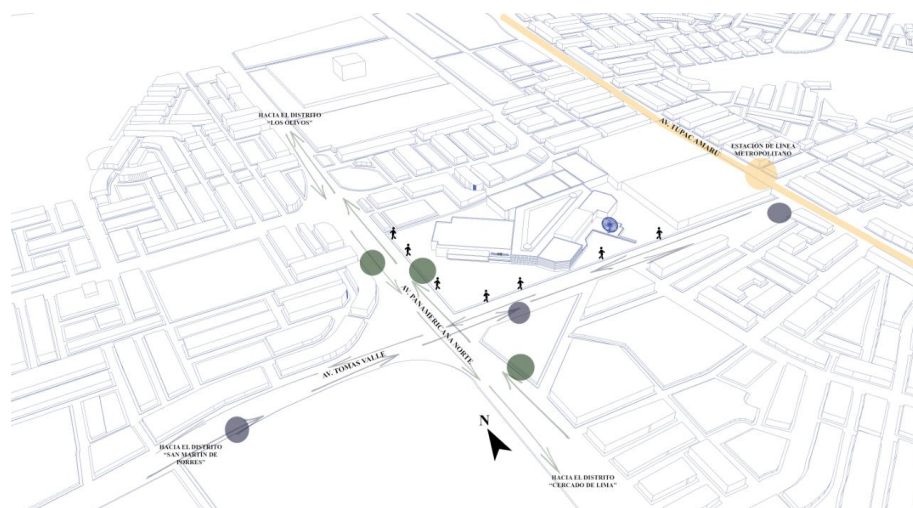 HACIA EL DISTRITO
"LOS OLIVOS"
AV. TUPAC AMARU
ESTACIÓN DE LÍNEA
METROPOLITANO
AV. PANAMERICANA NORTE
AV. TOMAS VALLE
N
HACIA EL DISTRITO
"SAN MARTÍN DE
PORRES"
HACIA EL DISTRITO
"CERCADO DE LIMA"